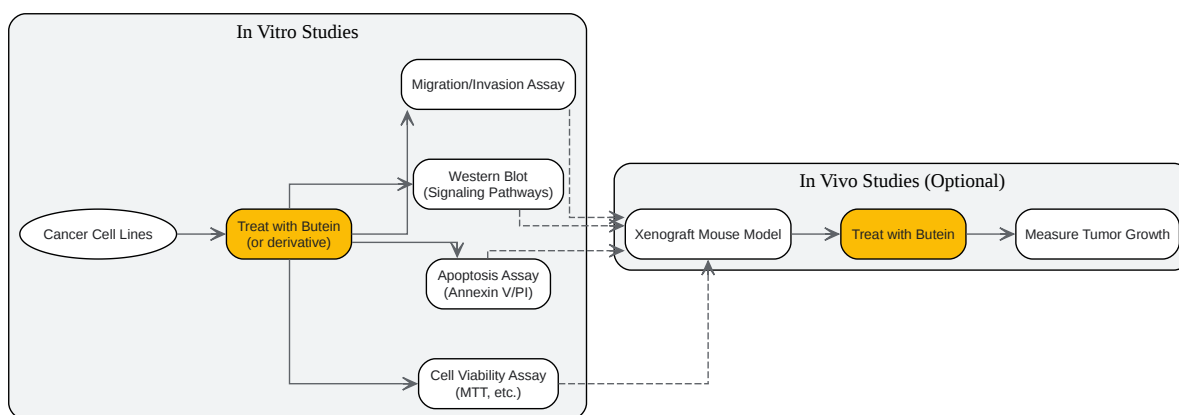 In Vitro Studies
Migration/Invasion Assay
Western Blot
(Signaling Pathways)
Cancer Cell Lines
Treat with Butein
(or derivative)
Apoptosis Assay
(Annexin V/PI)
Cell Viability Assay
(MTT, etc.)
In Vivo Studies (Optional)
Xenograft Mouse Model
Treat with Butein
Measure Tumor Growth